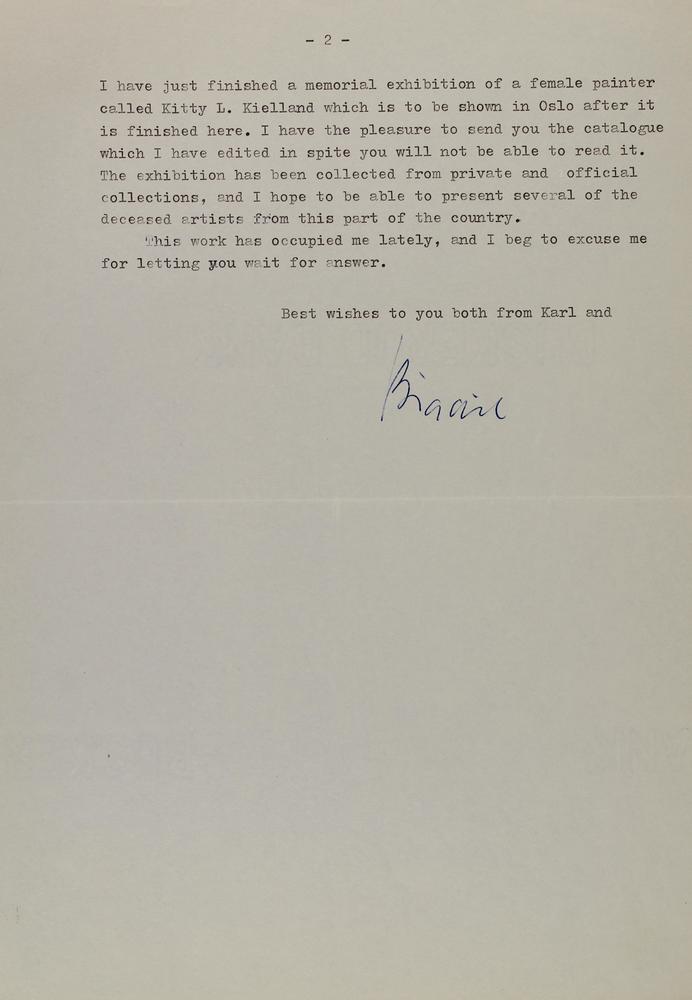 - 2 -
I have just finished a memorial exhibition of a female painter
called Kitty L. Kielland which is to be shown in Oslo after it
is finished here. I have the pleasure to send you the catalogue
which I have edited in spite you will not be able to read it.
The exhibition has been collected from private and official
collections, and I hope to be able to present several of the
deceased artists from this part of the country.
This work has occupied me lately, and I beg to excuse me
for letting you wait for answer.
Best wishes to you both from Karl and